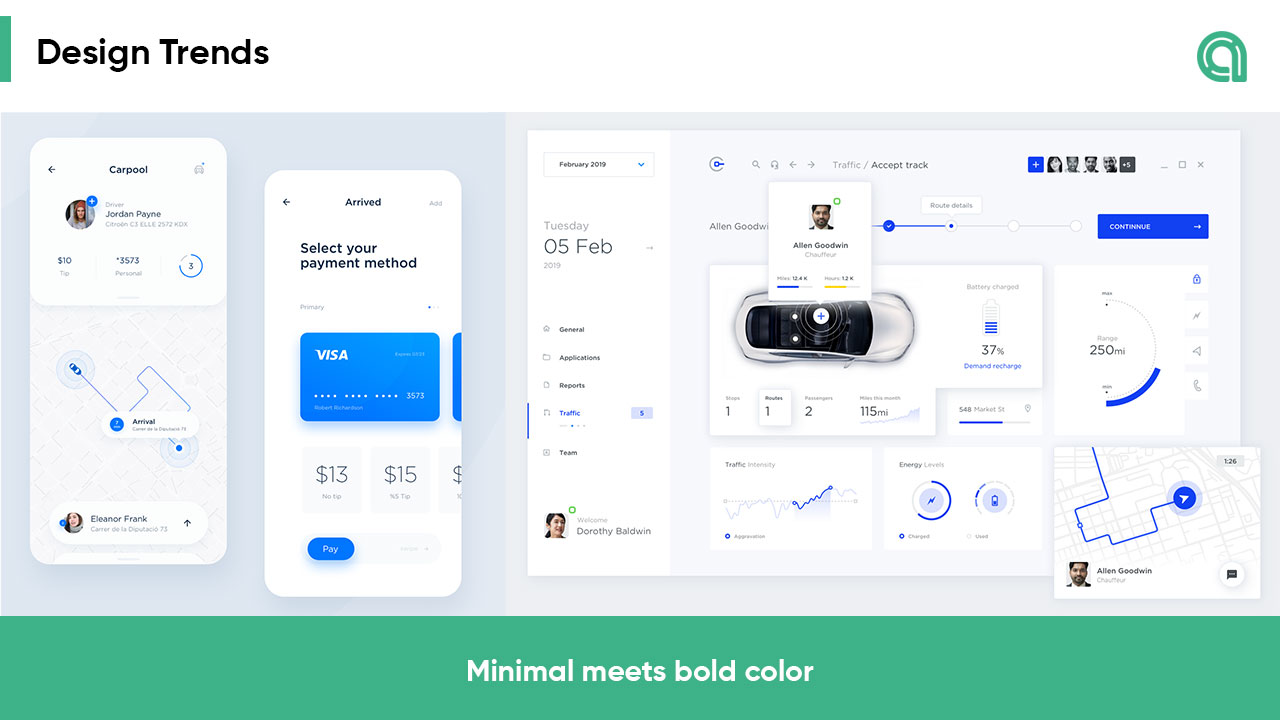 Design Trends
Carpool
Driver
Jordan Payne
Citroën C3 ELLE 2572 KDX
$10
Tip
*3573
Personal
3
7
Arrival
Carrer de la Diputació 73
Eleanor Frank
Carrer de la Diputació 73
Arrived
Add
Select your
payment method
Primary
VISA
Expires 03/23
3573
Robert Richardson
$13
No tip
$15
%5 Tip
$
10
Pay
February 2019
Tuesday
05 Feb
2019
General
Applications
Reports
Traffic
5
Team
Welcome
Dorothy Baldwin
Traffic / Accept track
+5
Allen Goodwi
Route details
CONTINNUE
Allen Goodwin
Chauffeur
Miles: 12,4 K
Hours: 1,2 K
Battery charged
37%
Demand recharge
Stops
1
Routes
1
Passengers
2
Miles this month
115mi
548 Market St
max
Range
250mi
min
Traffic Intensity
Aggravation
Energy Levels
Charged
Used
1:26
Allen Goodwin
Chauffeur
Minimal meets bold color